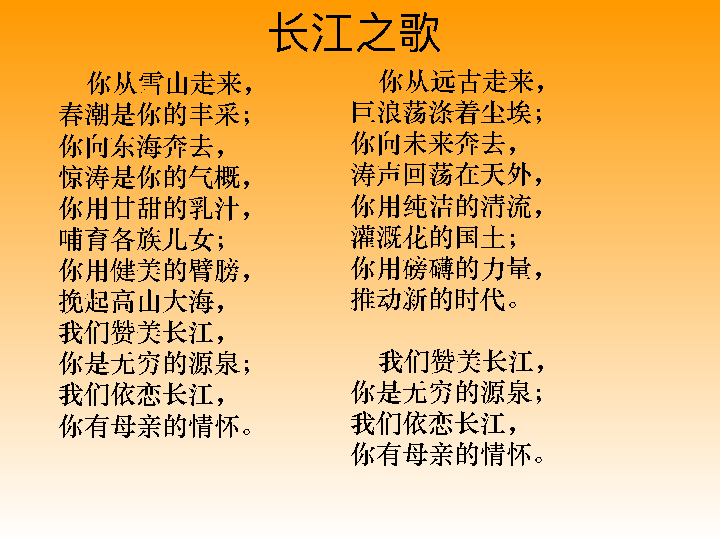 长江之歌
你从雪山走来，
春潮是你的丰采；
你向东海奔去，
惊涛是你的气概，
你用甘甜的乳汁，
哺育各族儿女；
你用健美的臂膀，
挽起高山大海，
我们赞美长江，
你是无穷的源泉；
我们依恋长江，
你有母亲的情怀。
你从远古走来，
巨浪荡涤着尘埃；
你向未来奔去，
涛声回荡在天外，
你用纯洁的清流，
灌溉花的国土；
你用磅礴的力量，
推动新的时代。
我们赞美长江，
你是无穷的源泉；
我们依恋长江，
你有母亲的情怀。